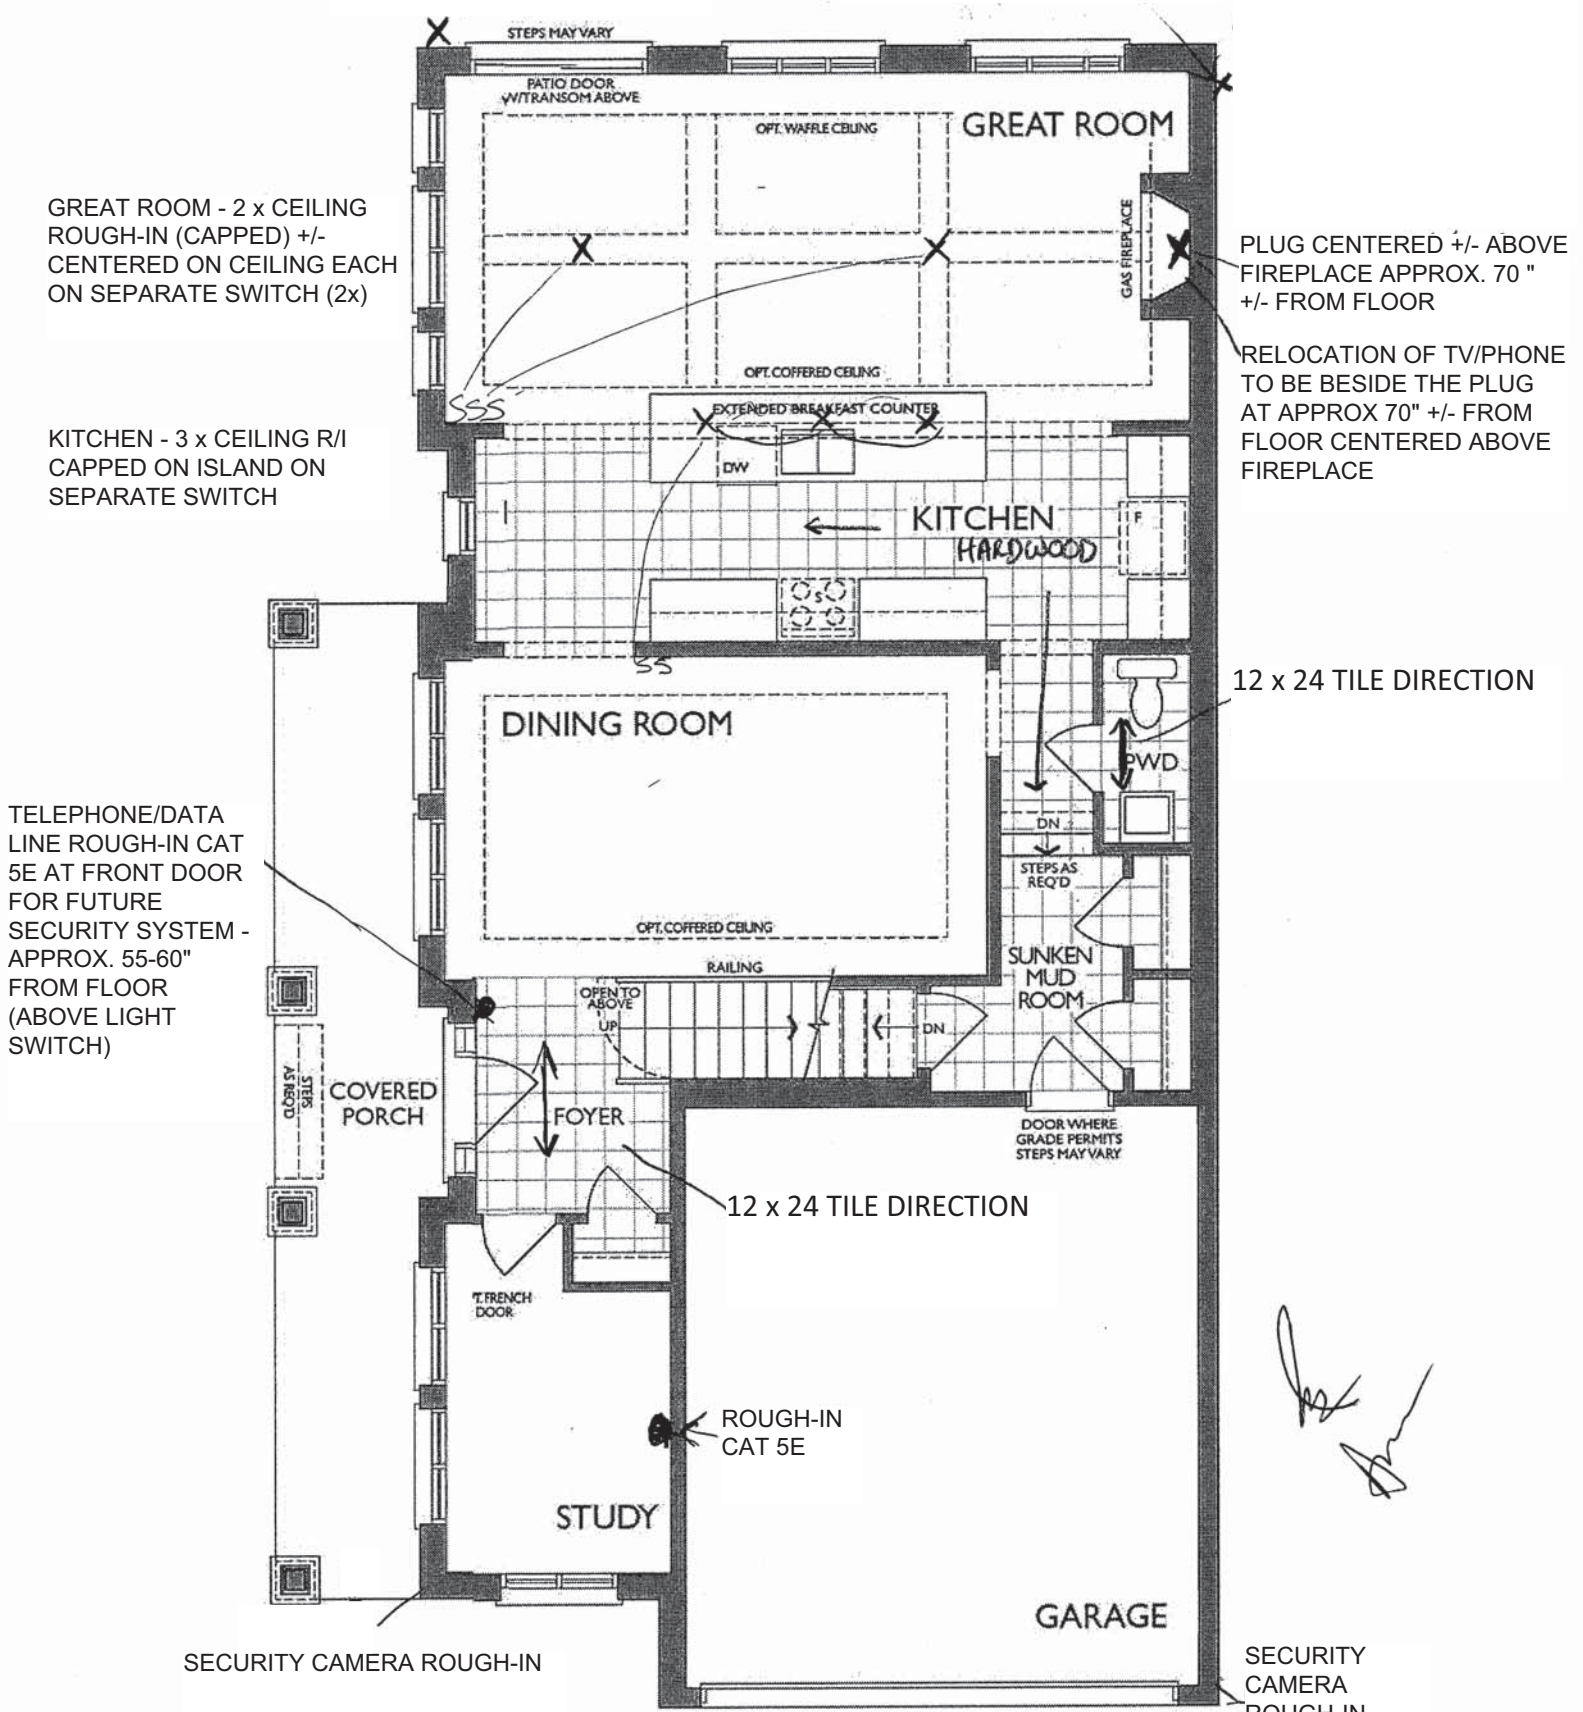 STEPS MAY VARY
PATIO DOOR
W/TRANSOM ABOVE
OPT. WAFFLE CEILING
GREAT ROOM
GREAT ROOM - 2 x CEILING
ROUGH-IN (CAPPED) +/-
CENTERED ON CEILING EACH
ON SEPARATE SWITCH (2x)
GAS FIREPLACE
PLUG CENTERED +/- ABOVE
FIREPLACE APPROX. 70 "
+/- FROM FLOOR
RELOCATION OF TV/PHONE
TO BE BESIDE THE PLUG
AT APPROX 70" +/- FROM
FLOOR CENTERED ABOVE
FIREPLACE
OPT. COFFERED CEILING
SSS
EXTENDED BREAKFAST COUNTER
KITCHEN - 3 x CEILING R/I
CAPPED ON ISLAND ON
SEPARATE SWITCH
DW
KITCHEN
HARDWOOD
F
S
SS
12 x 24 TILE DIRECTION
DINING ROOM
PWD
TELEPHONE/DATA
LINE ROUGH-IN CAT
5E AT FRONT DOOR
FOR FUTURE
SECURITY SYSTEM -
APPROX. 55-60"
FROM FLOOR
(ABOVE LIGHT
SWITCH)
DN
STEPS AS
REQ'D
OPT. COFFERED CEILING
SUNKEN
MUD
ROOM
RAILING
OPEN TO
ABOVE
UP
DN
STEPS
AS REQ'D
COVERED
PORCH
FOYER
DOOR WHERE
GRADE PERMITS
STEPS MAY VARY
12 x 24 TILE DIRECTION
T. FRENCH
DOOR
ROUGH-IN
CAT 5E
STUDY
GARAGE
SECURITY CAMERA ROUGH-IN
SECURITY
CAMERA
ROUGH-IN